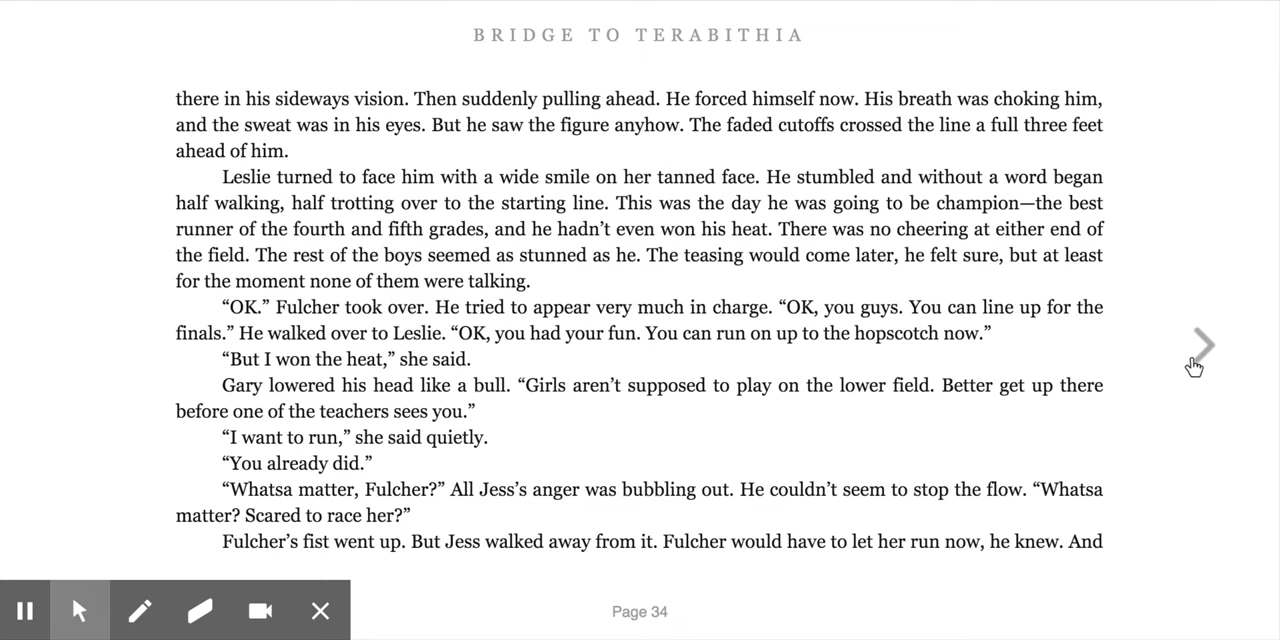 BRIDGE TO TERABITHIA
there in his sideways vision. Then suddenly pulling ahead. He forced himself now. His breath was choking him,
and the sweat was in his eyes. But he saw the figure anyhow. The faded cutoffs crossed the line a full three feet
ahead of him.
Leslie turned to face him with a wide smile on her tanned face. He stumbled and without a word began
half walking, half trotting over to the starting line. This was the day he was going to be champion—the best
runner of the fourth and fifth grades, and he hadn’t even won his heat. There was no cheering at either end of
the field. The rest of the boys seemed as stunned as he. The teasing would come later, he felt sure, but at least
for the moment none of them were talking.
“OK.” Fulcher took over. He tried to appear very much in charge. “OK, you guys. You can line up for the
finals.” He walked over to Leslie. “OK, you had your fun. You can run on up to the hopscotch now.”
“But I won the heat,” she said.
Gary lowered his head like a bull. “Girls aren’t supposed to play on the lower field. Better get up there
before one of the teachers sees you.”
“I want to run,” she said quietly.
“You already did.”
“Whatsa matter, Fulcher?” All Jess’s anger was bubbling out. He couldn’t seem to stop the flow. “Whatsa
matter? Scared to race her?”
Fulcher’s fist went up. But Jess walked away from it. Fulcher would have to let her run now, he knew. And
Page 34